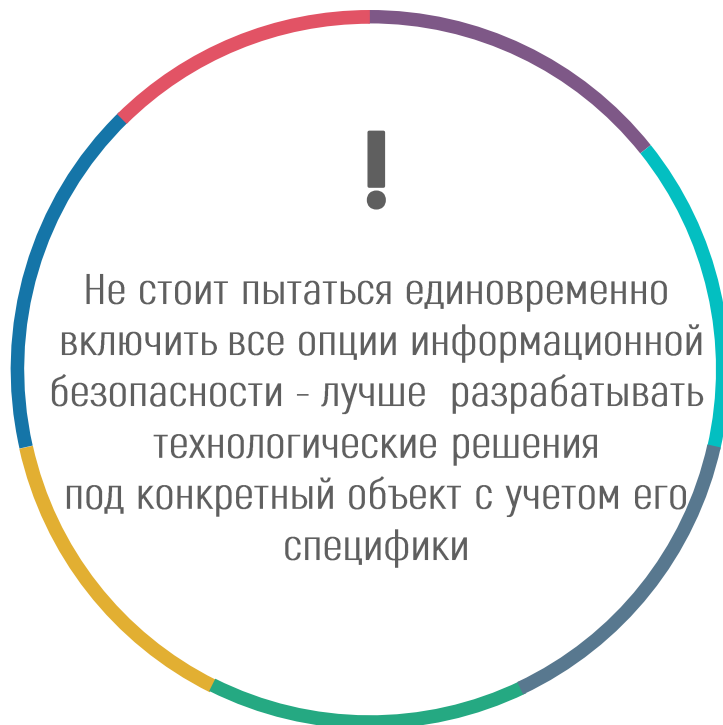 !
Не стоит пытаться единовременно
включить все опции информационной
безопасности - лучше  разрабатывать
технологические решения
под конкретный объект с учетом его
специфики